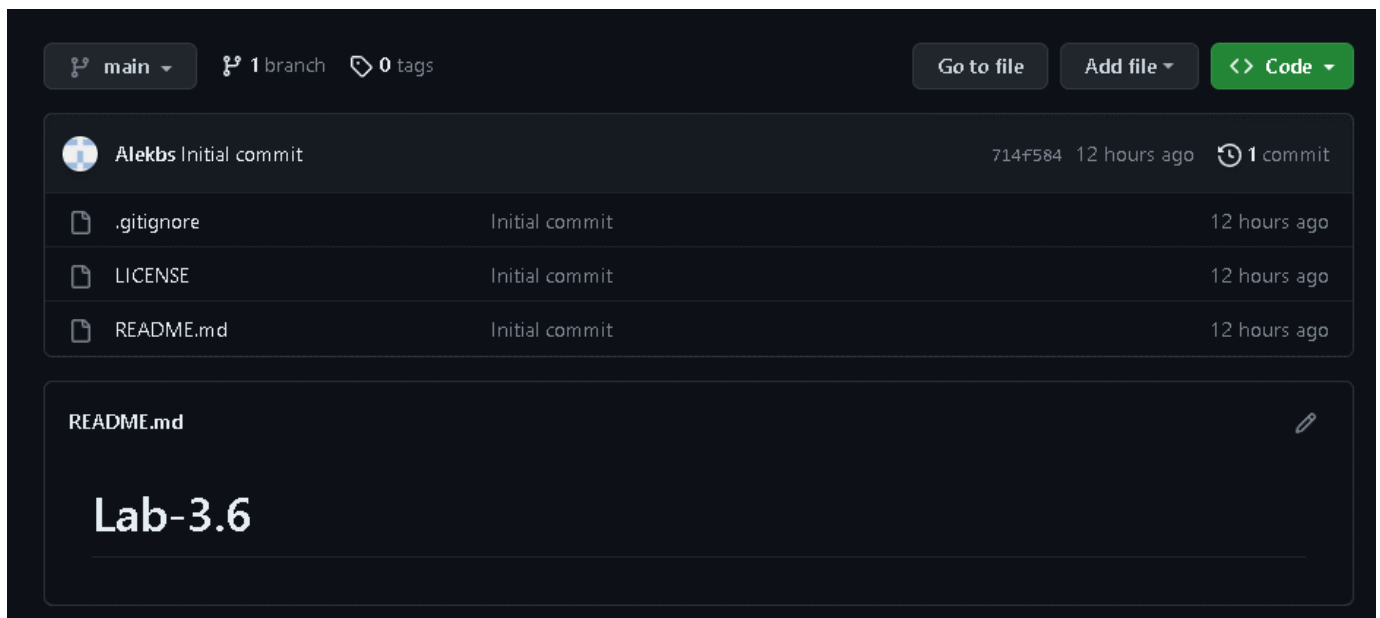 main 1 branch 0 tags Go to file Add file Code
Alekbs Initial commit 714f584 12 hours ago 1 commit
.gitignore Initial commit 12 hours ago
LICENSE Initial commit 12 hours ago
README.md Initial commit 12 hours ago
README.md
Lab-3.6